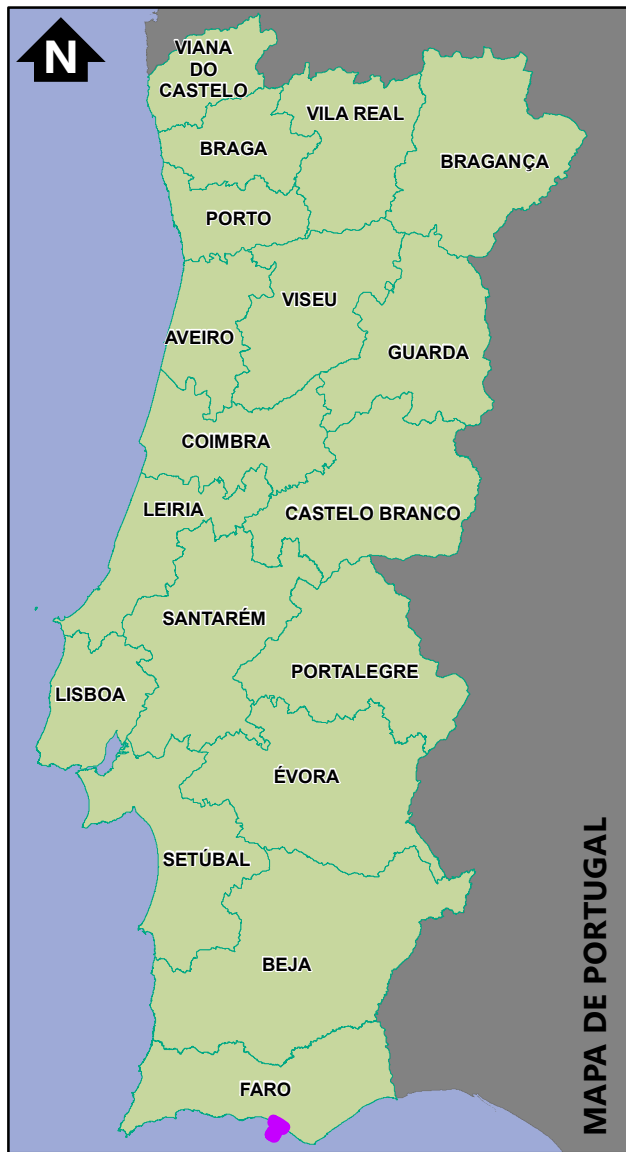 N
VIANA
DO
CASTELO
VILA REAL
BRAGA
BRAGANÇA
PORTO
VISEU
AVEIRO
GUARDA
COIMBRA
LEIRIA
CASTELO BRANCO
SANTARÉM
PORTALEGRE
LISBOA
ÉVORA
SETÚBAL
BEJA
FARO
MAPA DE PORTUGAL